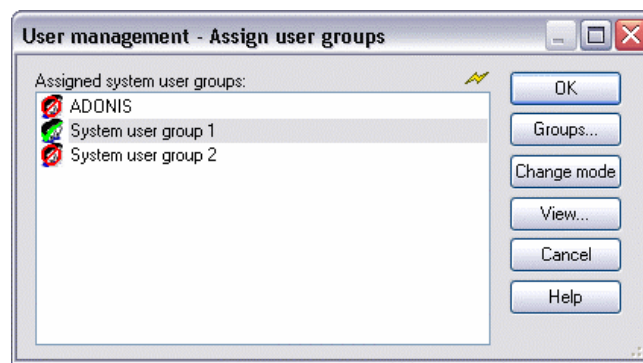 User management - Assign user groups
Assigned system user groups:
ADONIS
System user group 1
System user group 2
OK
Groups...
Change mode
View...
Cancel
Help